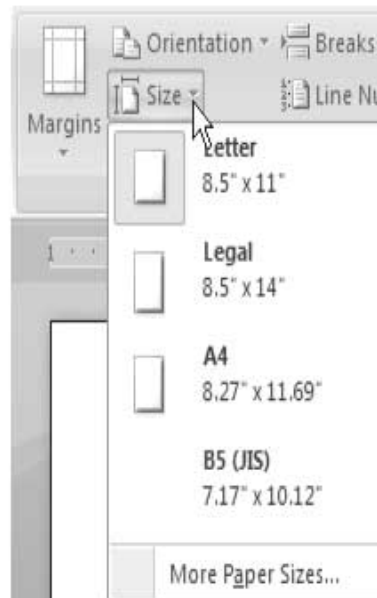 Orientation Breaks
Size Line Nu
Margins
Letter
8.5" x 11"
1
Legal
8.5" x 14"
A4
8.27" x 11.69"
B5 (JIS)
7.17" x 10.12"
More Paper Sizes...